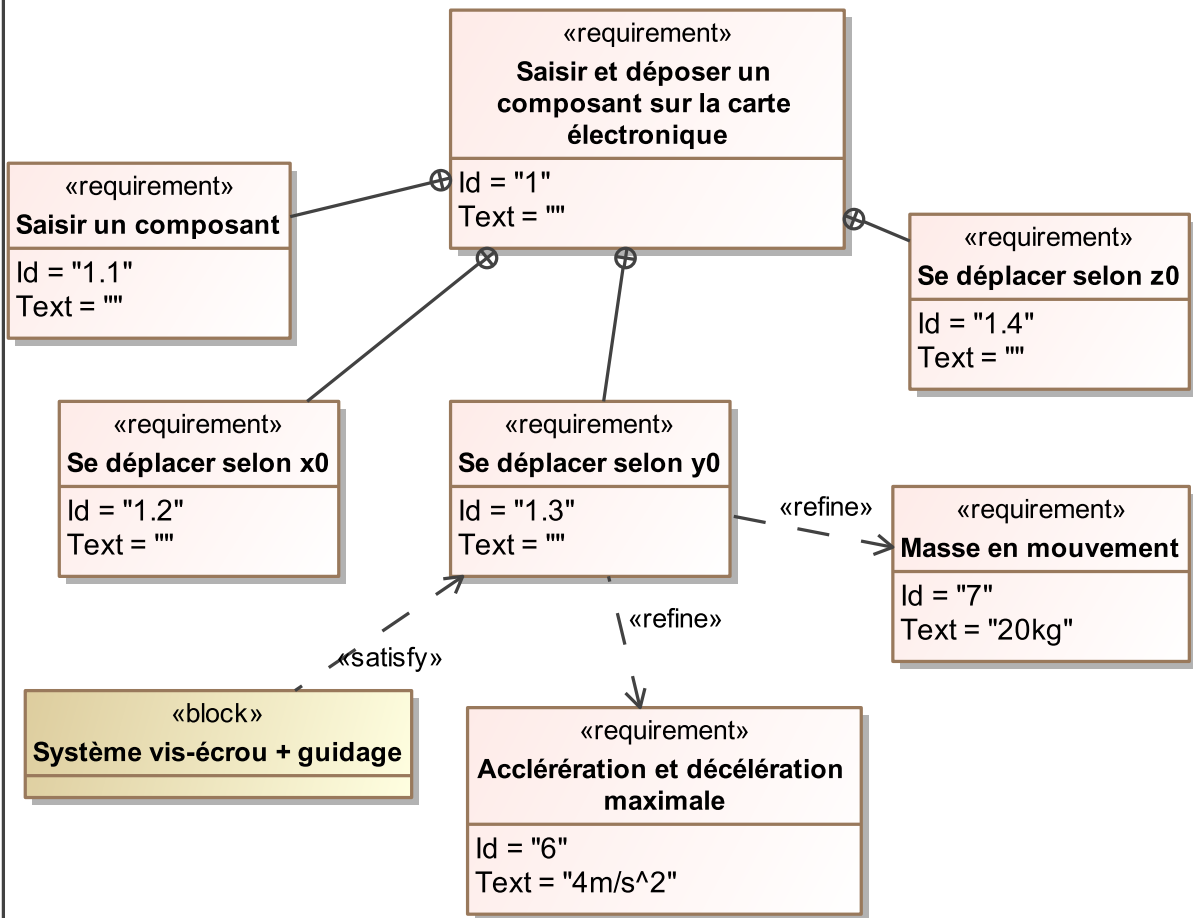 «requirement»
Saisir et déposer un
composant sur la carte
électronique
Id = "1"
Text = ""
«requirement»
Saisir un composant
Id = "1.1"
Text = ""
«requirement»
Se déplacer selon z0
Id = "1.4"
Text = ""
«requirement»
Se déplacer selon x0
Id = "1.2"
Text = ""
«requirement»
Se déplacer selon y0
Id = "1.3"
Text = ""
«refine»
«requirement»
Masse en mouvement
Id = "7"
Text = "20kg"
«refine»
«satisfy»
«block»
Système vis-écrou + guidage
«requirement»
Acclérération et décélération
maximale
Id = "6"
Text = "4m/s^2"